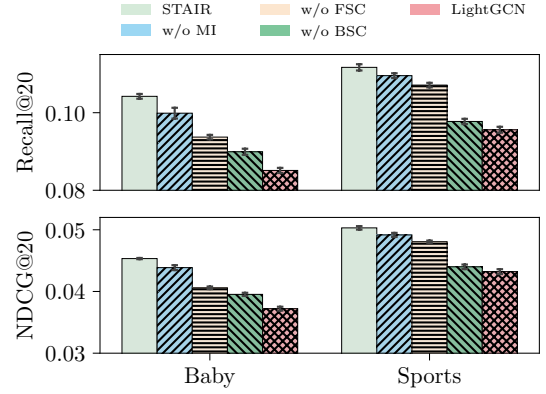 STAIR w/o FSC LightGCN
w/o MI w/o BSC
Recall@20
0.10
0.08
NDCG@20
0.05
0.04
0.03
Baby Sports